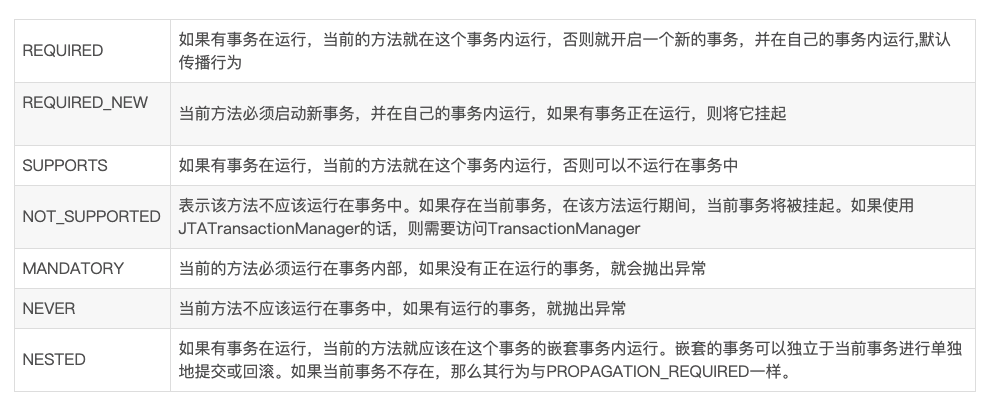 REQUIRED
如果有事务在运行，当前的方法就在这个事务内运行，否则就开启一个新的事务，并在自己的事务内运行,默认
传播行为
REQUIRED_NEW
当前方法必须启动新事务，并在自己的事务内运行，如果有事务正在运行，则将它挂起
SUPPORTS
如果有事务在运行，当前的方法就在这个事务内运行，否则可以不运行在事务中
NOT_SUPPORTED
表示该方法不应该运行在事务中。如果存在当前事务，在该方法运行期间，当前事务将被挂起。如果使用
JTATransactionManager的话，则需要访问TransactionManager
MANDATORY
当前的方法必须运行在事务内部，如果没有正在运行的事务，就会抛出异常
NEVER
当前方法不应该运行在事务中，如果有运行的事务，就抛出异常
NESTED
如果有事务在运行，当前的方法就应该在这个事务的嵌套事务内运行。嵌套的事务可以独立于当前事务进行单独
地提交或回滚。如果当前事务不存在，那么其行为与PROPAGATION_REQUIRED一样。